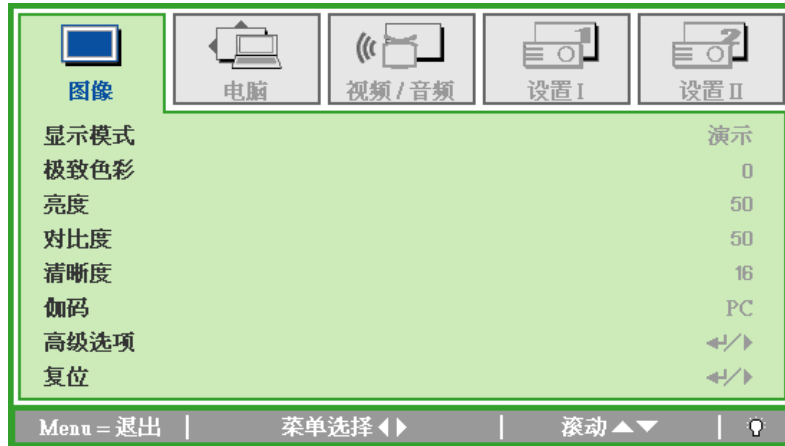 图像 电脑 视频 / 音频 设置 I 设置 II
显示模式 演示
极致色彩 0
亮度 50
对比度 50
清晰度 16
伽码 PC
高级选项
复位
Menu = 退出 菜单选择 滚动